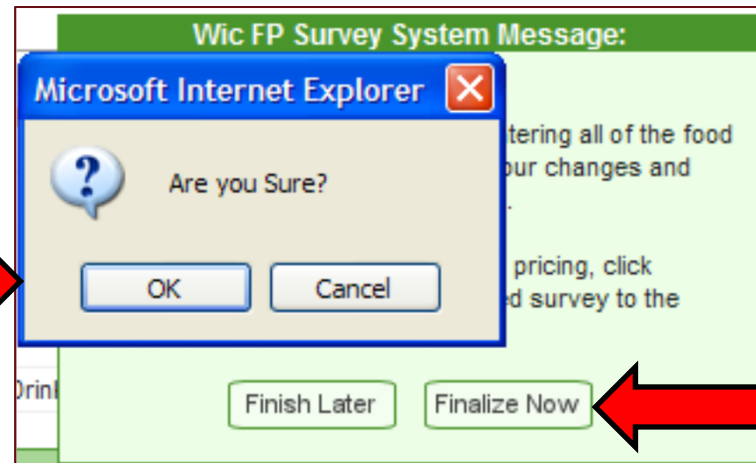 Wic FP Survey System Message:
Microsoft Internet Explorer
tering all of the food
Are you Sure?
our changes and
.
OK
Cancel
pricing, click
ed survey to the
Drink
Finish Later
Finalize Now